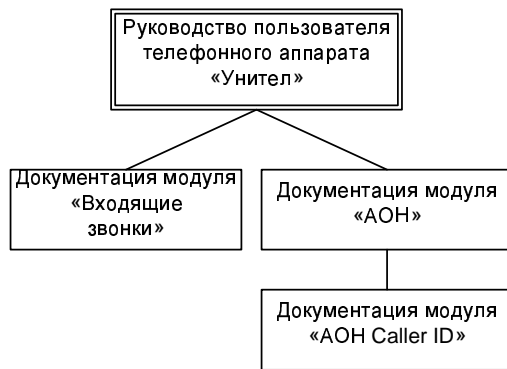 Руководство пользователя
телефонного аппарата
«Унител»
Документация модуля
«Входящие
звонки»
Документация модуля
«АОН»
Документация модуля
«АОН Caller ID»